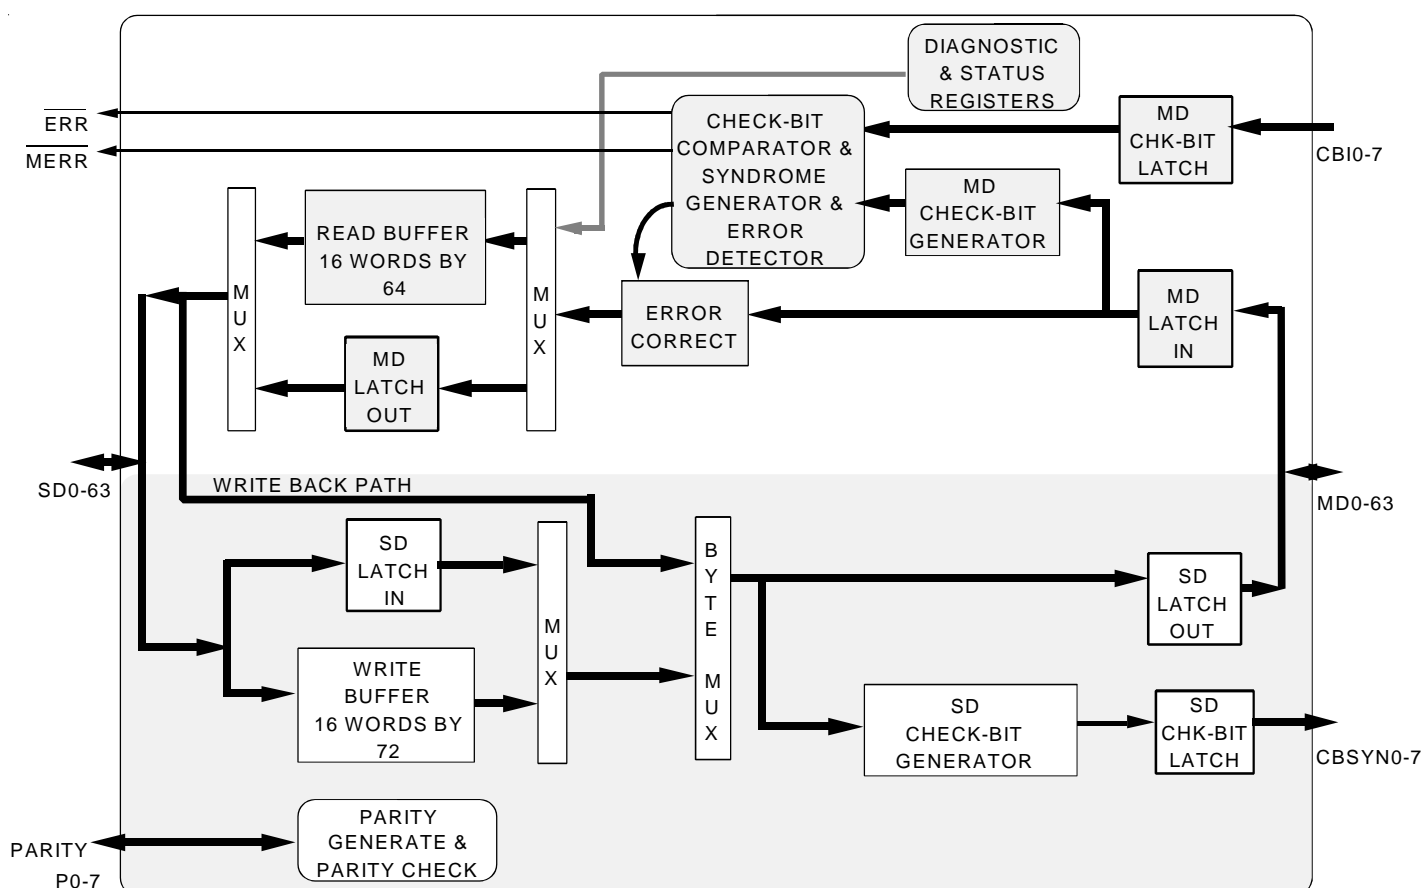 DIAGNOSTIC
& STATUS
REGISTERS
ERR
MERR
CHECK-BIT
COMPARATOR &
SYNDROME
GENERATOR &
ERROR
DETECTOR
MD
CHK-BIT
LATCH
CBI0-7
MD
CHECK-BIT
GENERATOR
READ BUFFER
16 WORDS BY
64
M
U
X
M
U
X
ERROR
CORRECT
MD
LATCH
IN
MD
LATCH
OUT
SD0-63
WRITE BACK PATH
MD0-63
SD
LATCH
IN
WRITE
BUFFER
16 WORDS BY
72
M
U
X
B
Y
T
E
M
U
X
SD
LATCH
OUT
SD
CHECK-BIT
GENERATOR
SD
CHK-BIT
LATCH
CBSYN0-7
PARITY
GENERATE &
PARITY CHECK
PARITY
P0-7